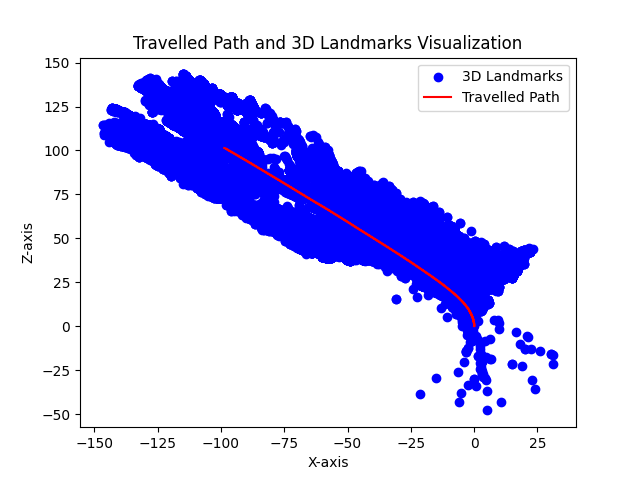 Travelled Path and 3D Landmarks Visualization
150
125
100
75
50
25
0
−25
−50
Z-axis
3D Landmarks
Travelled Path
−150 −125 −100 −75 −50 −25 0 25
X-axis